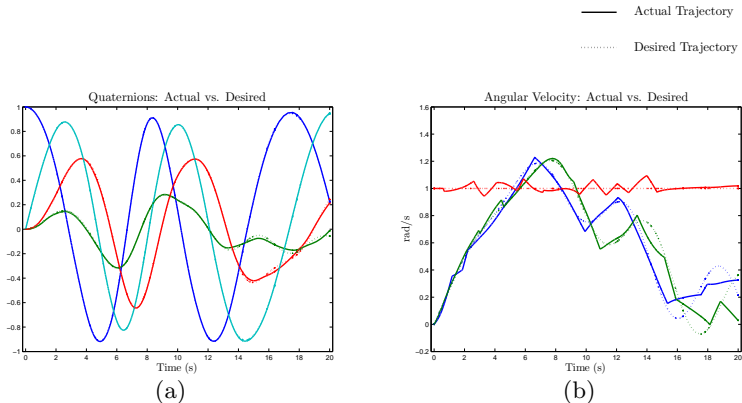 Actual Trajectory
Desired Trajectory
Quaternions: Actual vs. Desired
1
0.8
0.6
0.4
0.2
0
−0.2
−0.4
−0.6
−0.8
−1
0 2 4 6 8 10 12 14 16 18 20
Time (s)
(a)
Angular Velocity: Actual vs. Desired
rad/s
1.6
1.4
1.2
1
0.8
0.6
0.4
0.2
0
−0.2
0 2 4 6 8 10 12 14 16 18 20
Time (s)
(b)